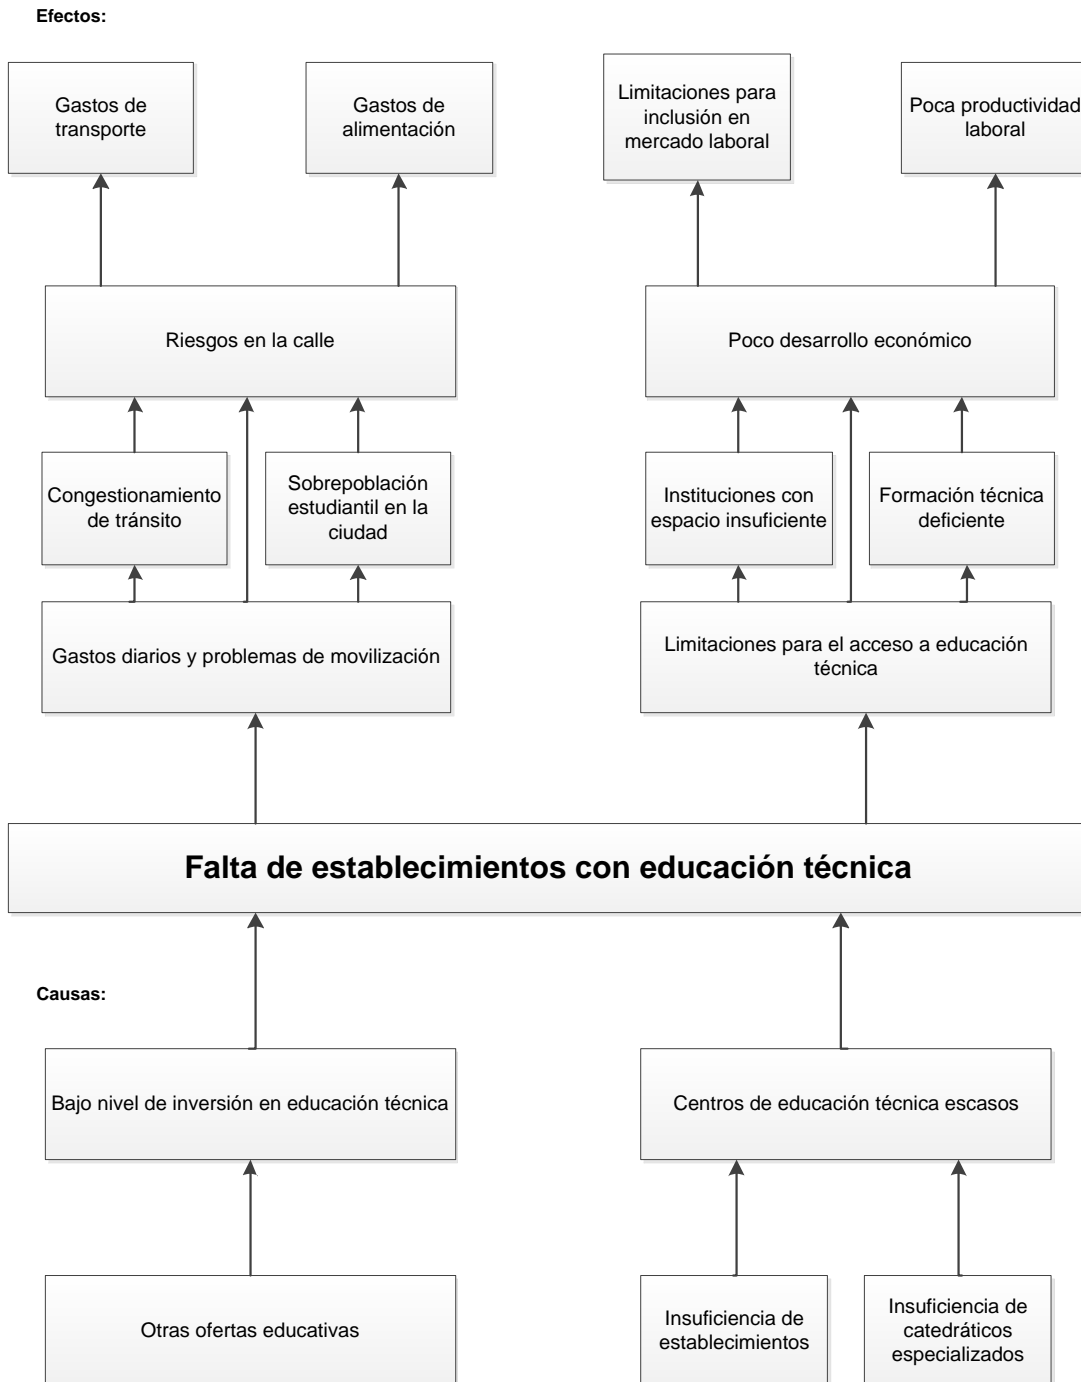 Efectos:
Gastos de
transporte
Gastos de
alimentación
Limitaciones para
inclusión en
mercado laboral
Poca productividad
laboral
Riesgos en la calle
Poco desarrollo económico
Congestionamiento
de tránsito
Sobrepoblación
estudiantil en la
ciudad
Instituciones con
espacio insuficiente
Formación técnica
deficiente
Gastos diarios y problemas de movilización
Limitaciones para el acceso a educación
técnica
Falta de establecimientos con educación técnica
Causas:
Bajo nivel de inversión en educación técnica
Centros de educación técnica escasos
Otras ofertas educativas
Insuficiencia de
establecimientos
Insuficiencia de
catedráticos
especializados